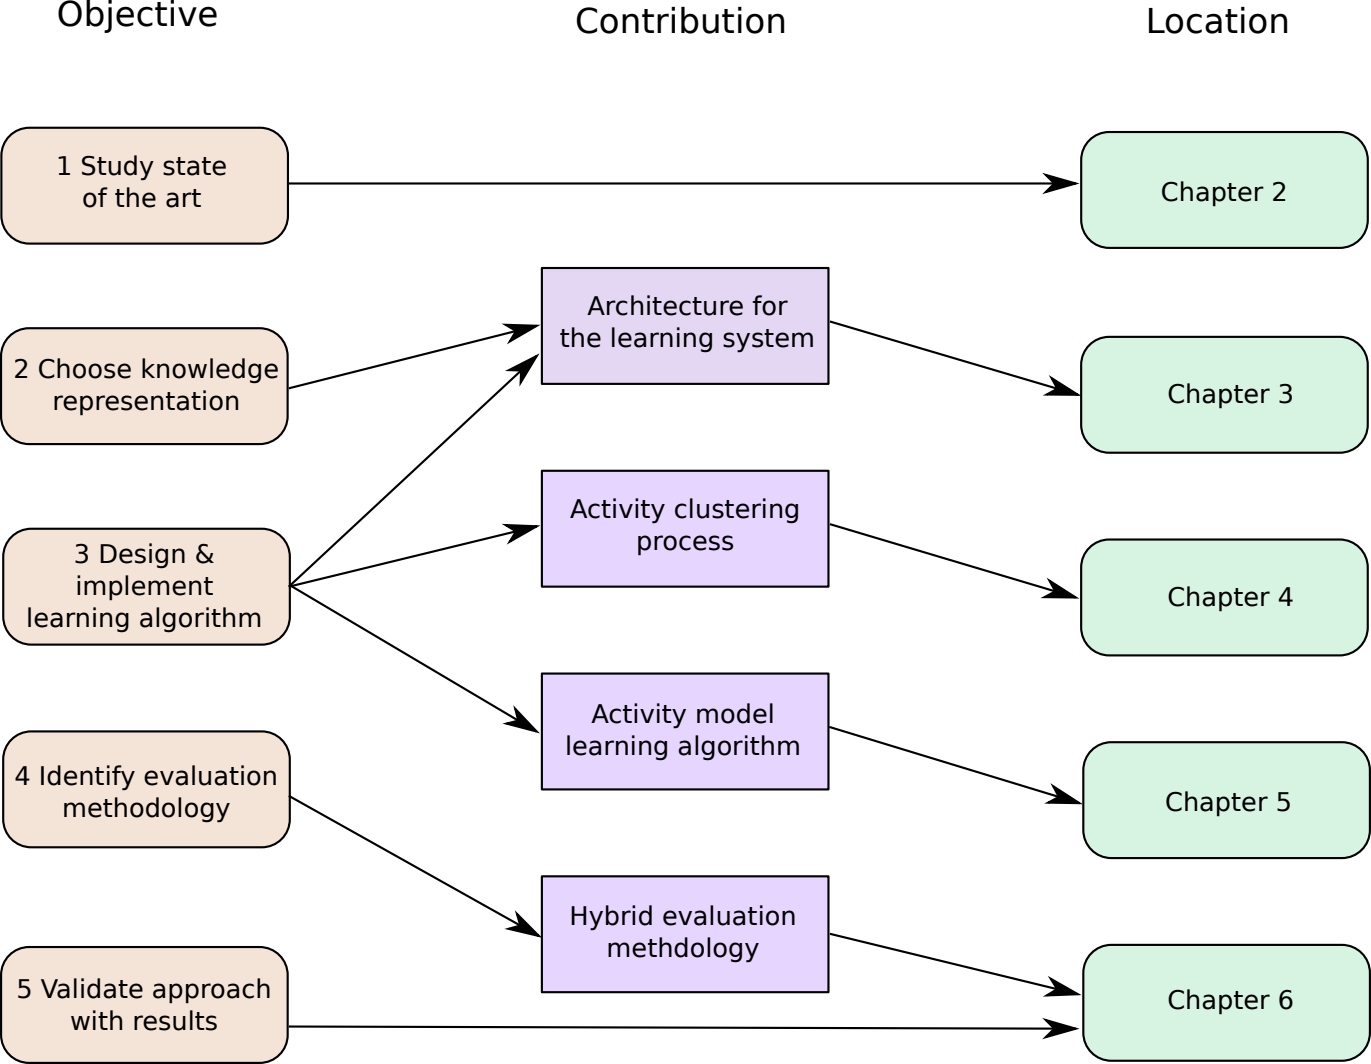 Objective
Contribution
Location
1 Study state
of the art
Chapter 2
Architecture for
the learning system
2 Choose knowledge
representation
Chapter 3
Activity clustering
process
3 Design &
implement
learning algorithm
Chapter 4
Activity model
learning algorithm
4 Identify evaluation
methodology
Chapter 5
Hybrid evaluation
methdology
5 Validate approach
with results
Chapter 6